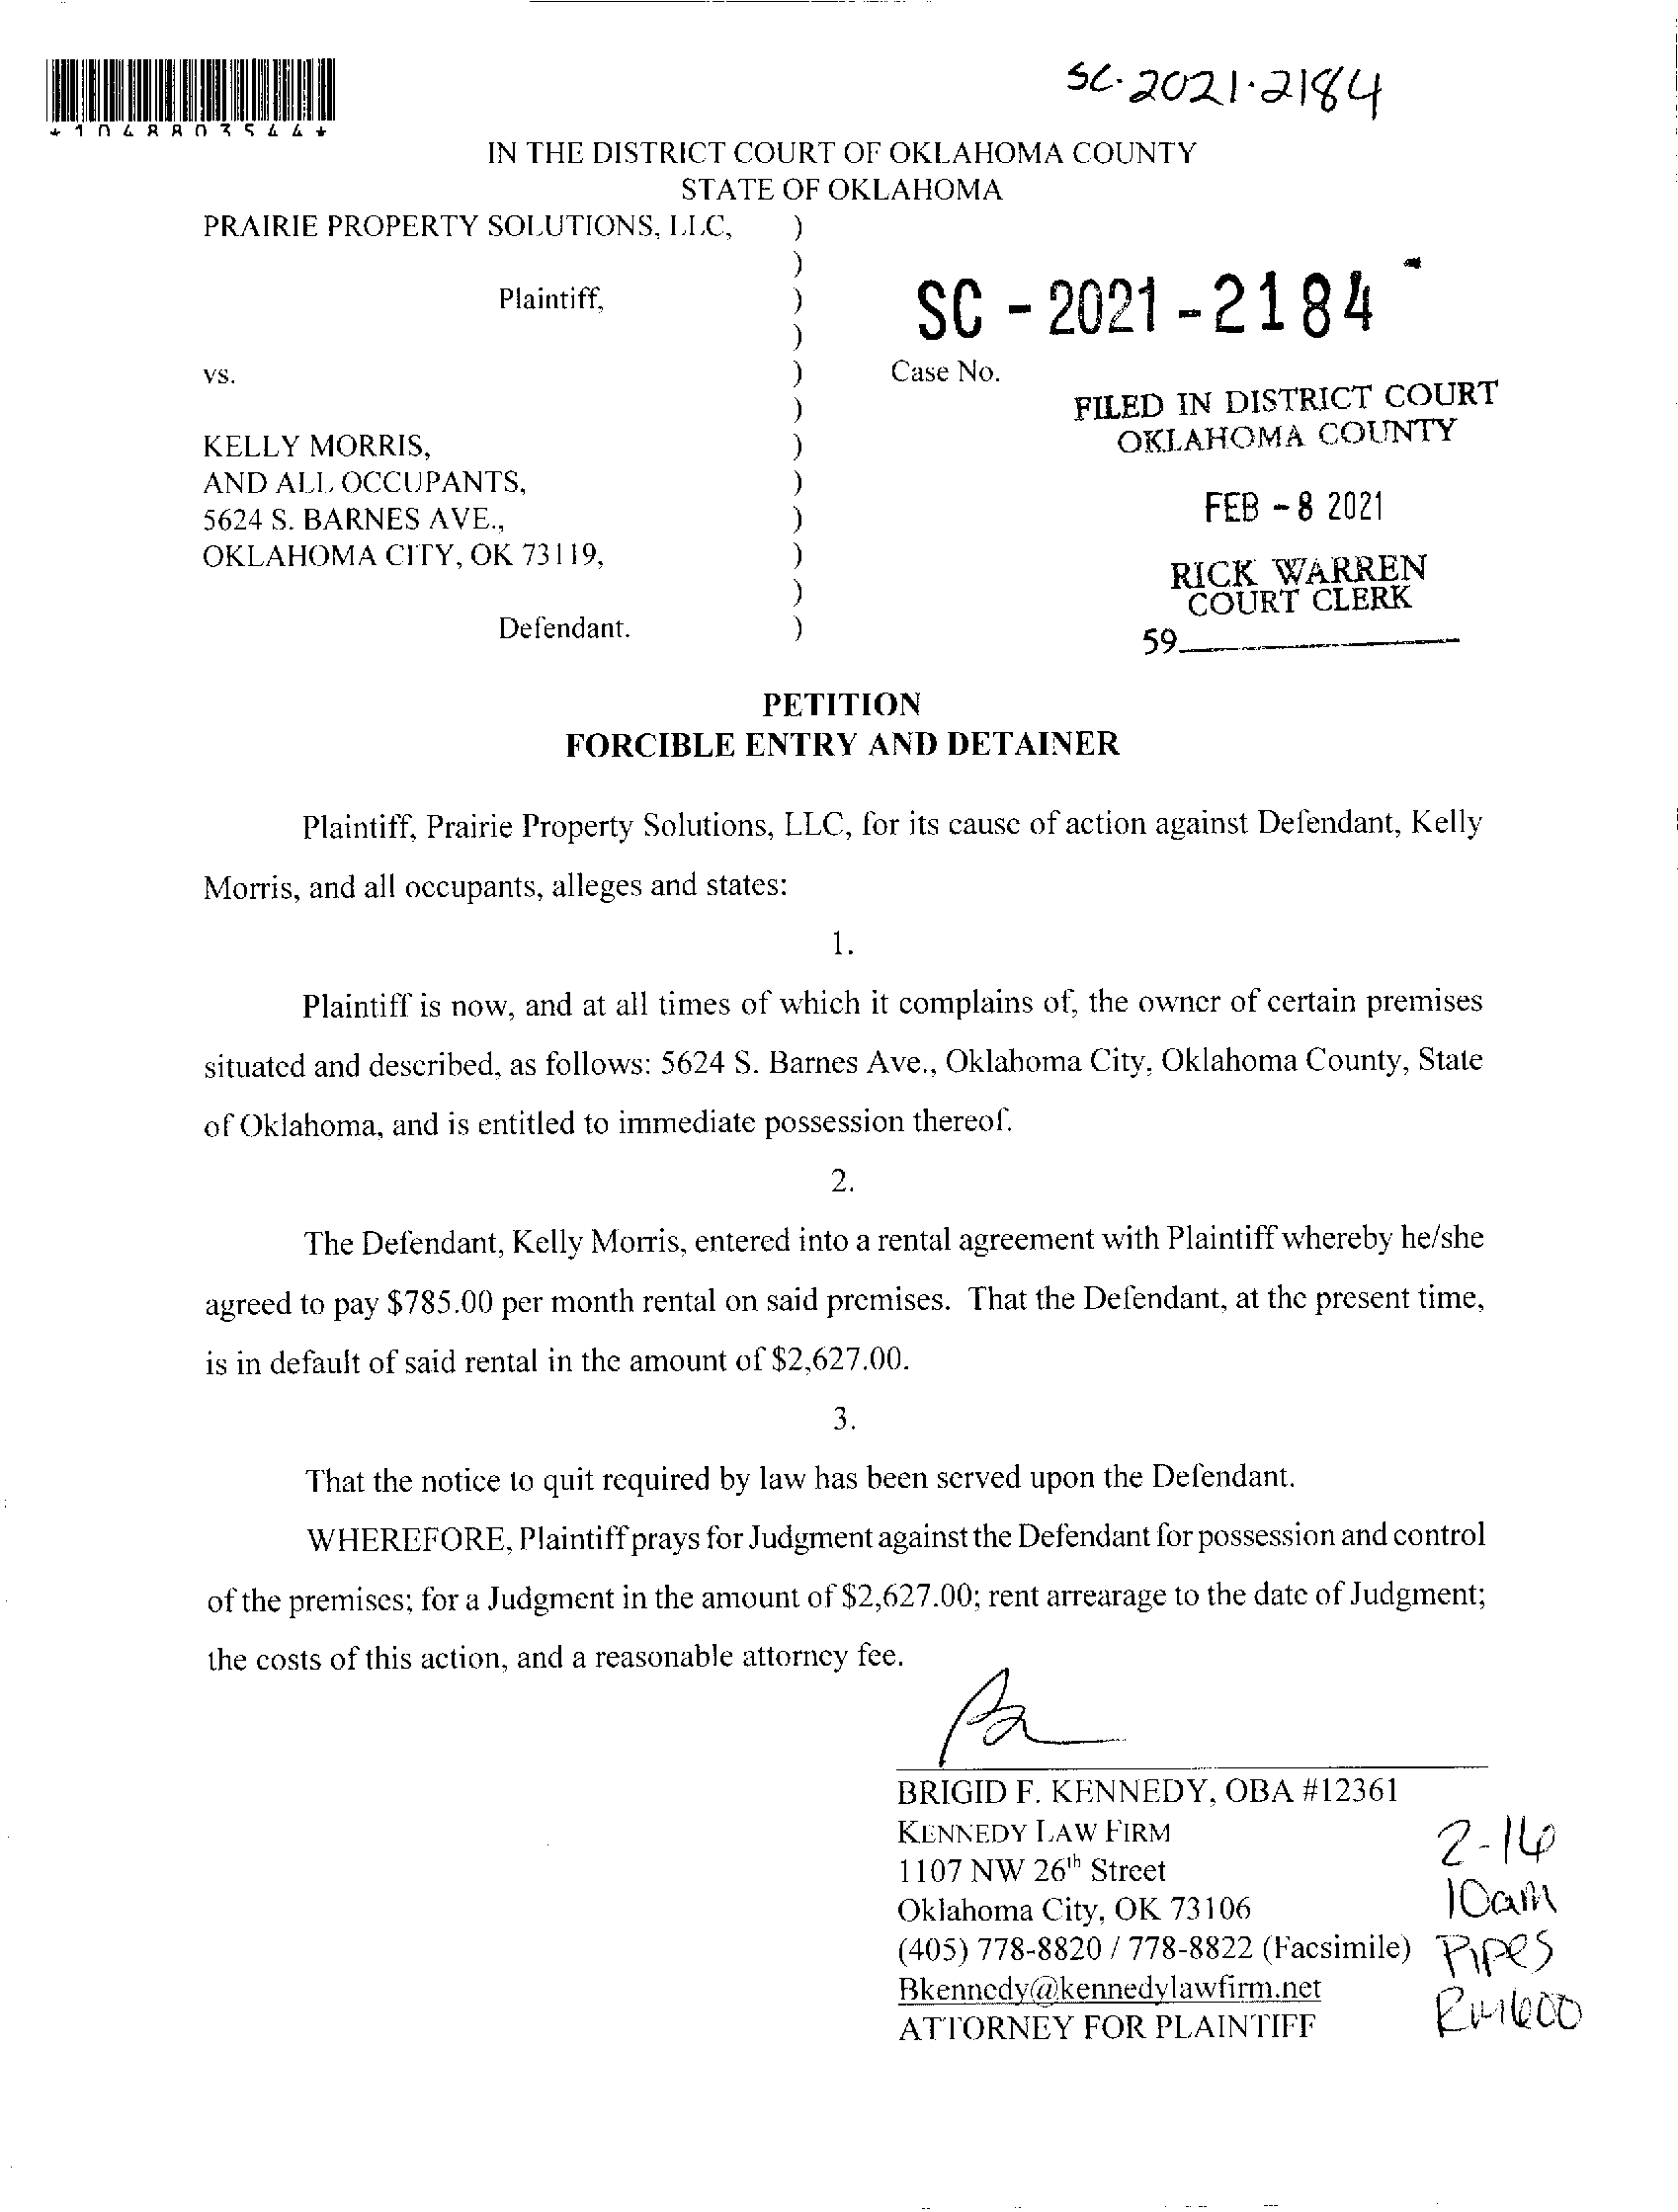 SC-2021-2184
*1048803544*
IN THE DISTRICT COURT OF OKLAHOMA COUNTY
STATE OF OKLAHOMA
PRAIRIE PROPERTY SOLUTIONS, LLC, )
)
Plaintiff, )
SC - 2021 - 2184
)
vs. ) Case No.
)
FILED IN DISTRICT COURT
OKLAHOMA COUNTY
KELLY MORRIS, )
AND ALL OCCUPANTS, )
5624 S. BARNES AVE., )
FEB - 8 2021
OKLAHOMA CITY, OK 73119, )
)
RICK WARREN
COURT CLERK
Defendant. )
59
PETITION
FORCIBLE ENTRY AND DETAINER
Plaintiff, Prairie Property Solutions, LLC, for its cause of action against Defendant, Kelly
Morris, and all occupants, alleges and states:
1.
Plaintiff is now, and at all times of which it complains of, the owner of certain premises
situated and described, as follows: 5624 S. Barnes Ave., Oklahoma City, Oklahoma County, State
of Oklahoma, and is entitled to immediate possession thereof.
2.
The Defendant, Kelly Morris, entered into a rental agreement with Plaintiff whereby he/she
agreed to pay $785.00 per month rental on said premises. That the Defendant, at the present time,
is in default of said rental in the amount of $2,627.00.
3.
That the notice to quit required by law has been served upon the Defendant.
WHEREFORE, Plaintiff prays for Judgment against the Defendant for possession and control
of the premises; for a Judgment in the amount of $2,627.00; rent arrearage to the date of Judgment;
the costs of this action, and a reasonable attorney fee.
BRIGID F. KENNEDY, OBA #12361
KENNEDY LAW FIRM
1107 NW 26th Street
Oklahoma City, OK 73106
(405) 778-8820 / 778-8822 (Facsimile)
Bkennedy@kennedylawfirm.net
ATTORNEY FOR PLAINTIFF
2-16
10am
Pipes
Rm600